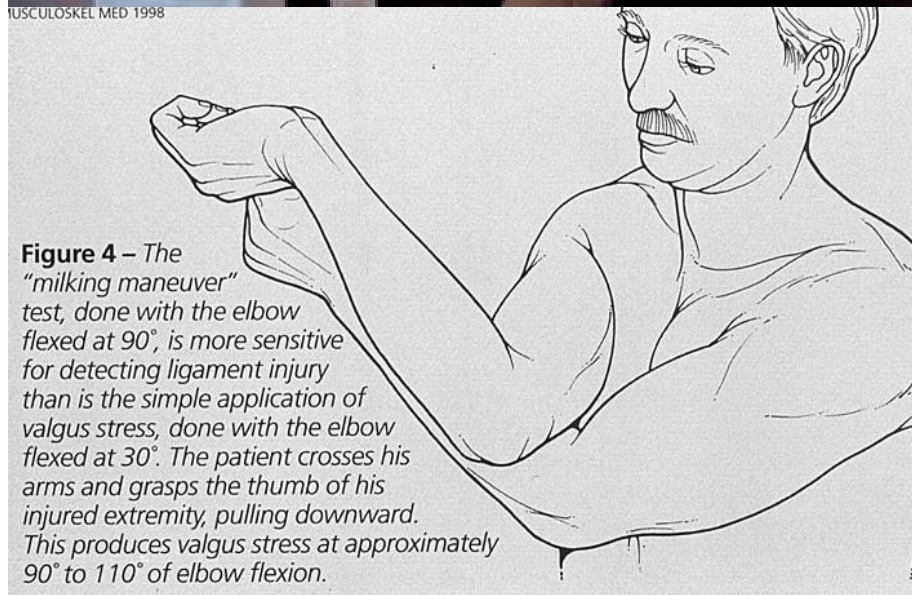 MUSCULOSKEL MED 1998
Figure 4 – The
"milking maneuver"
test, done with the elbow
flexed at 90°, is more sensitive
for detecting ligament injury
than is the simple application of
valgus stress, done with the elbow
flexed at 30°. The patient crosses his
arms and grasps the thumb of his
injured extremity, pulling downward.
This produces valgus stress at approximately
90° to 110° of elbow flexion.